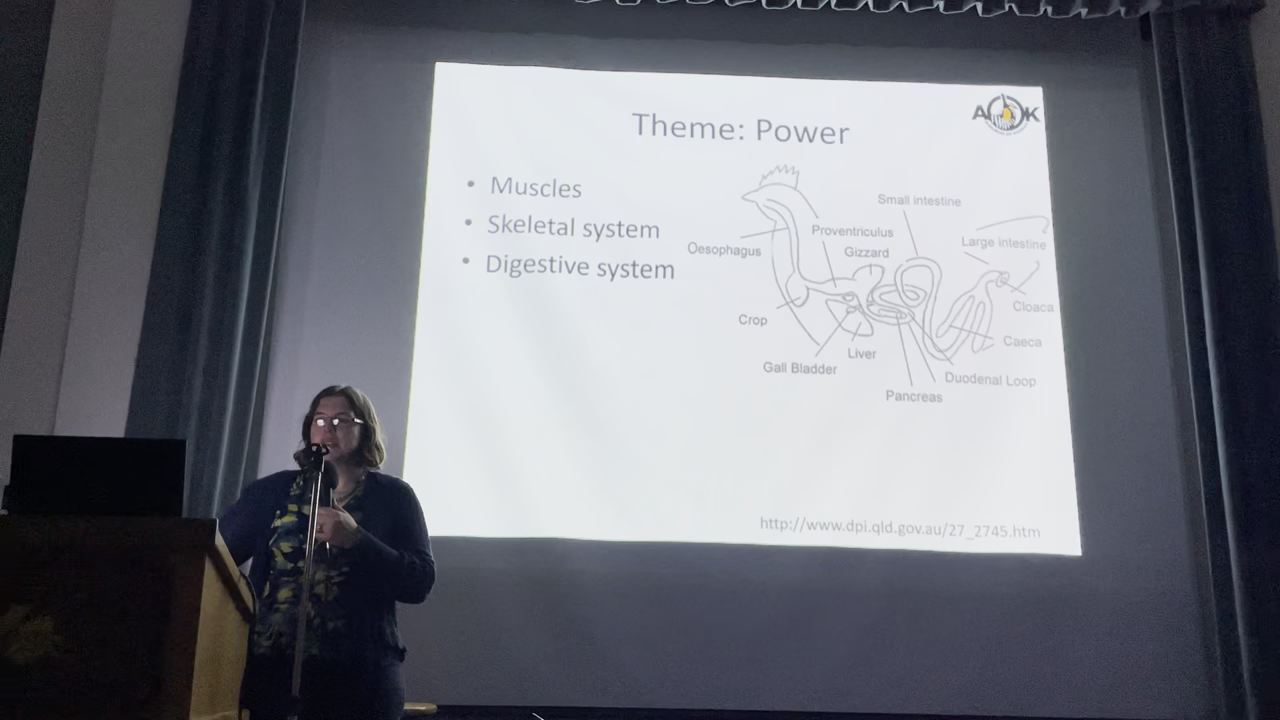 AOK
Theme: Power
• Muscles
• Skeletal system
• Digestive system
Small intestine
Proventriculus
Large intestine
Oesophagus
Gizzard
Cloaca
Crop
Caeca
Liver
Gall Bladder
Duodenal Loop
Pancreas
http://www.dpi.qld.gov.au/27_2745.htm